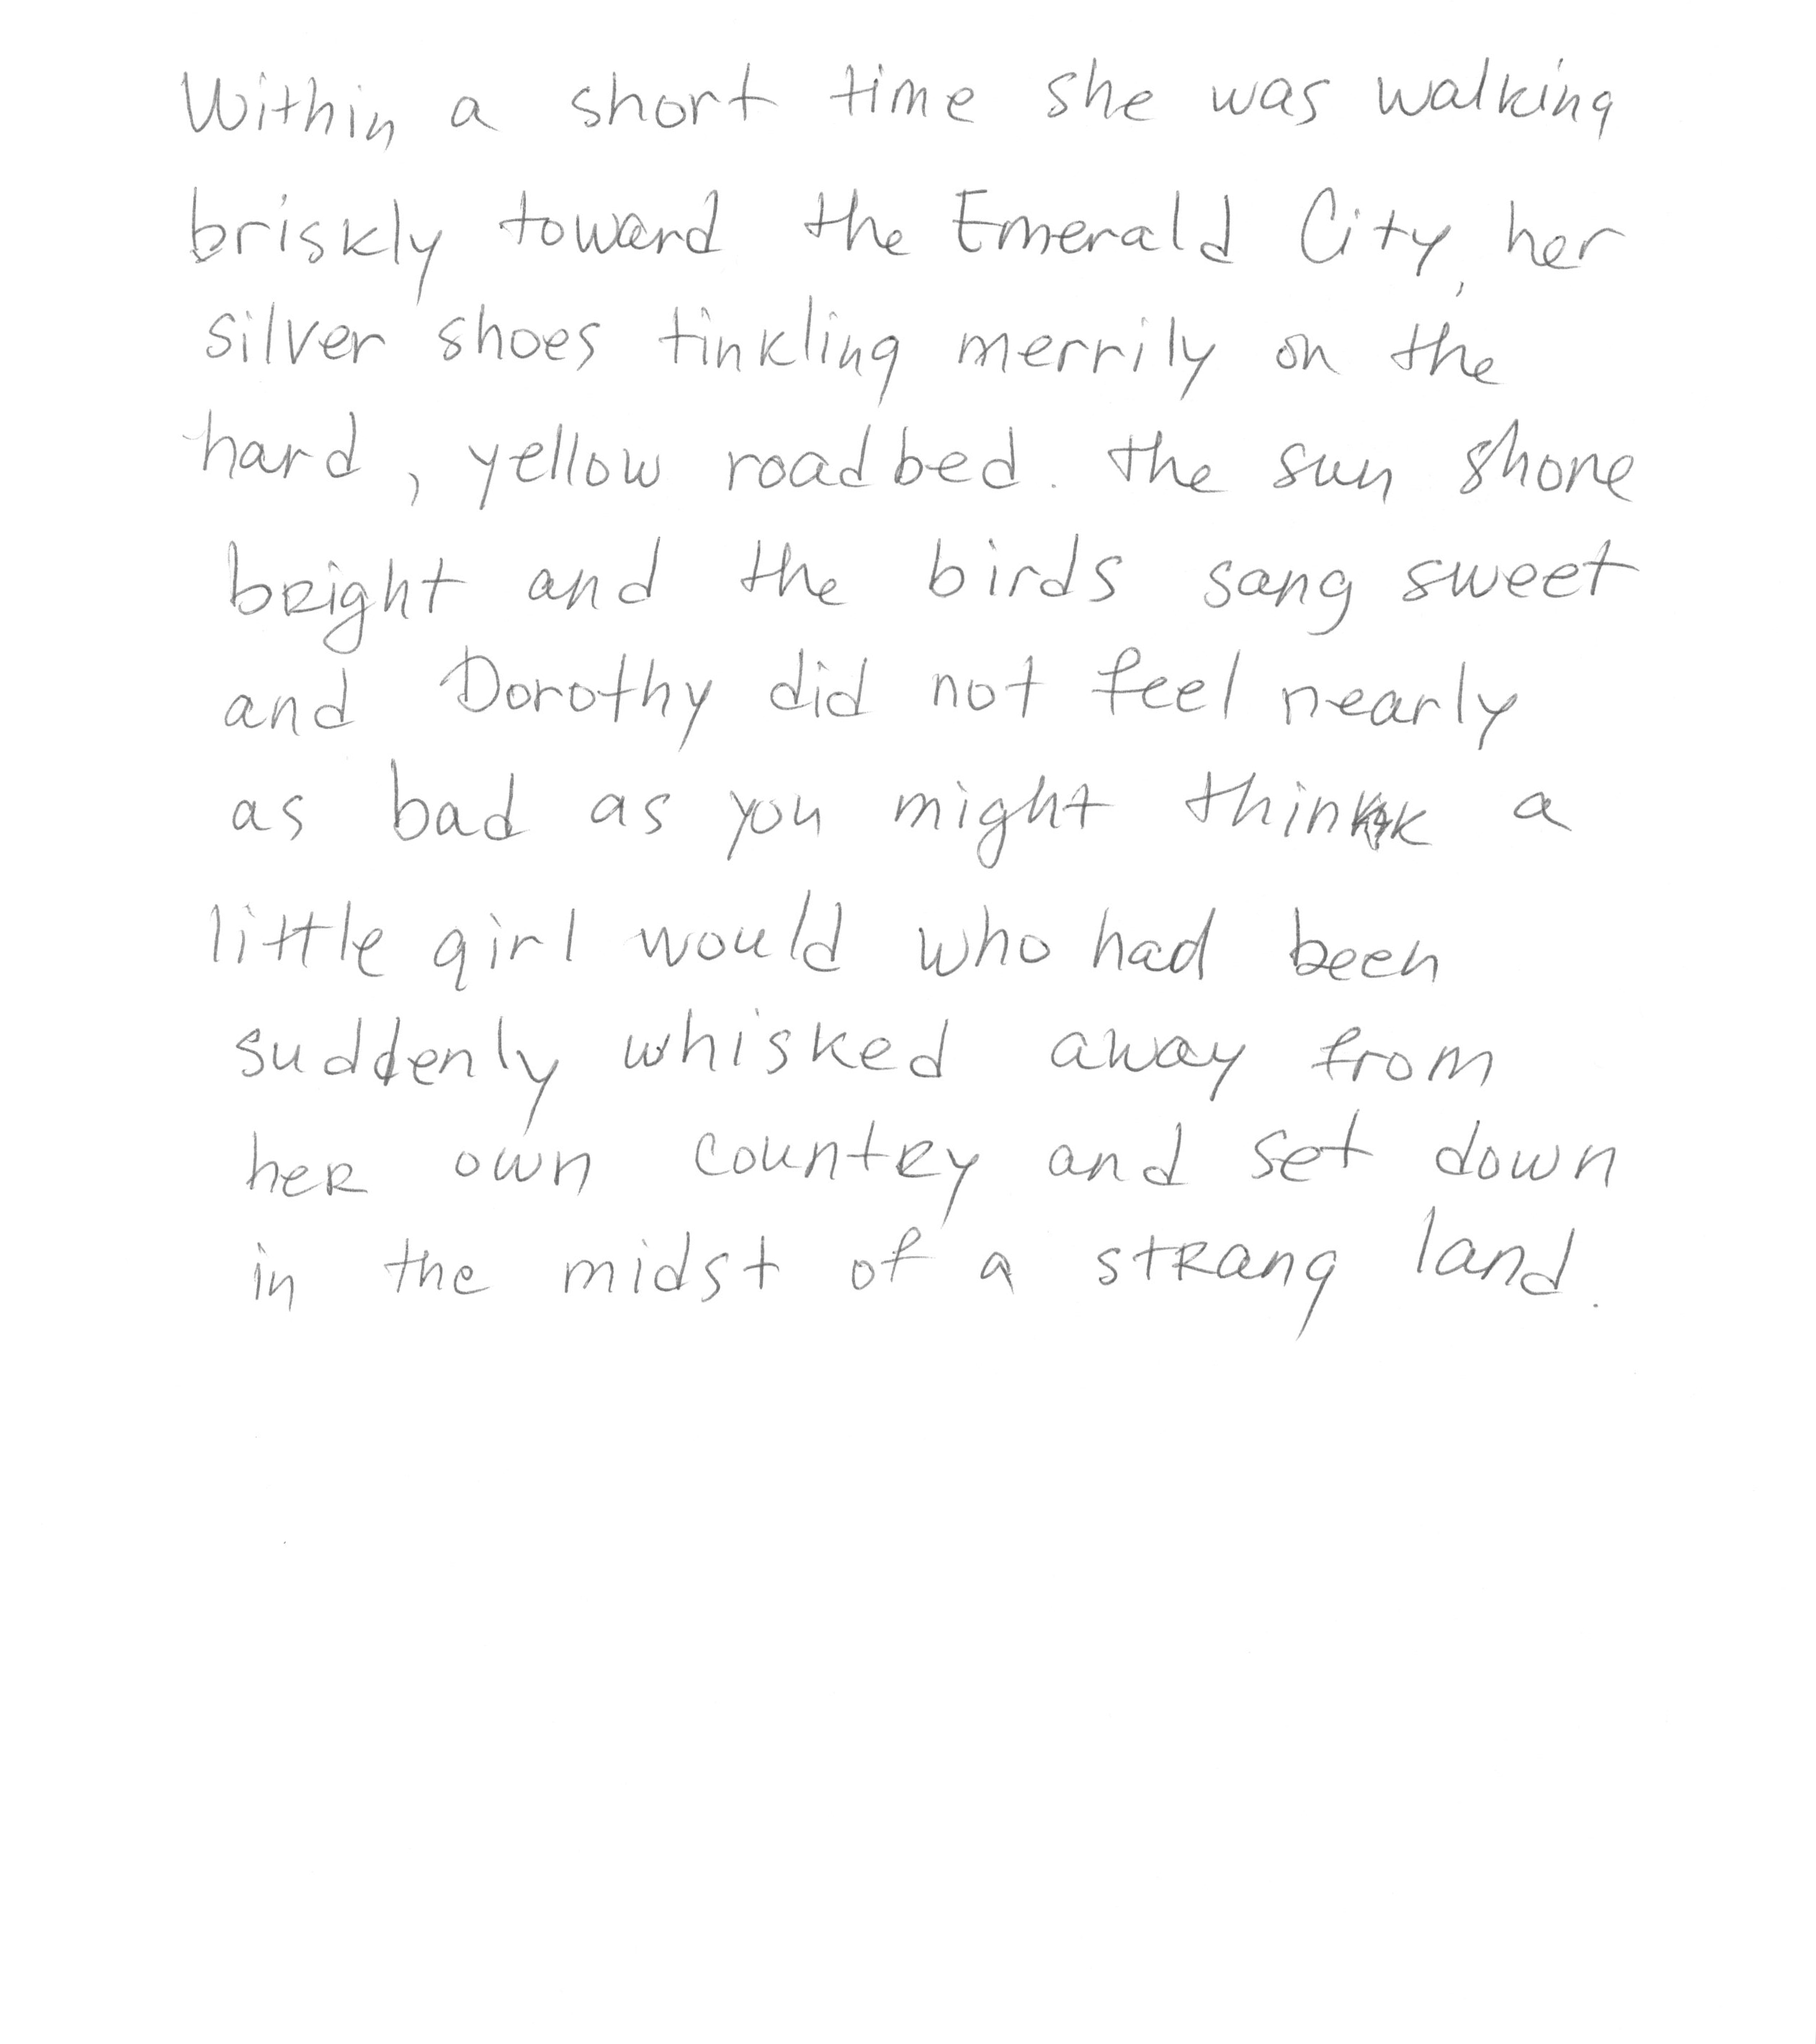 Within a short time she was walking
briskly toward the Emerald City, her
silver shoes tinkling merrily on the
hard, yellow roadbed. the sun shone
bright and the birds sang sweet
and Dorothy did not feel nearly
as bad as you might think a
little girl would who had been
suddenly whisked away from
her own country and set down
in the midst of a strang land.